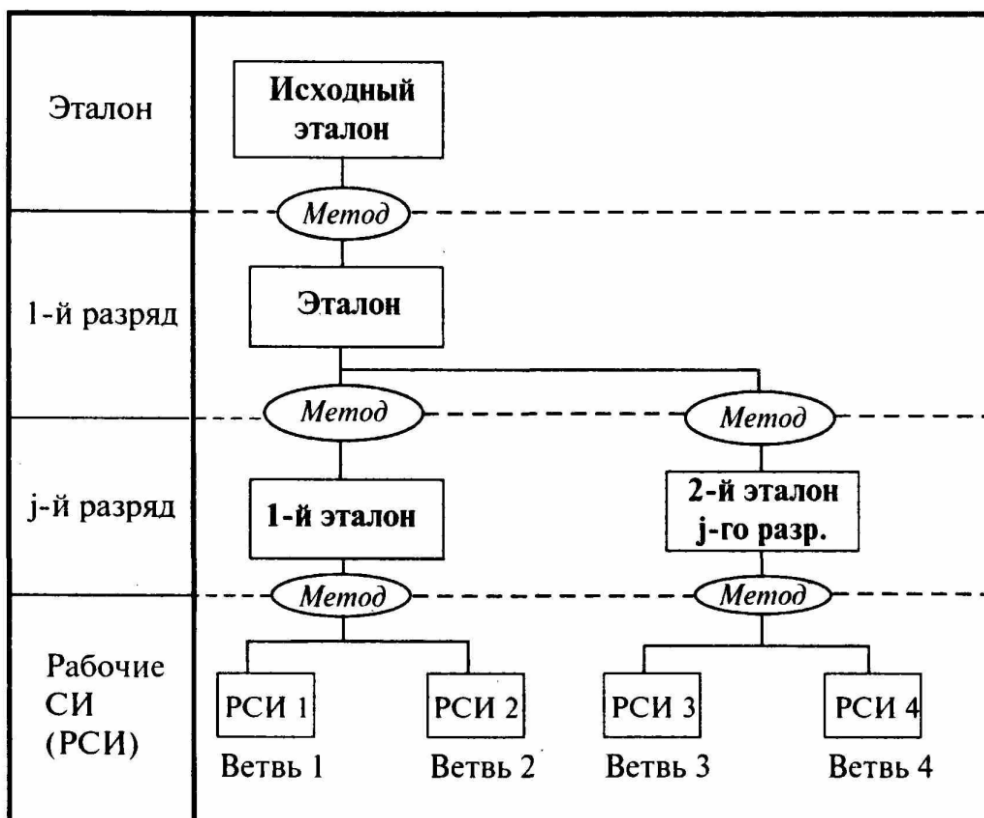 Эталон
Исходный
эталон
Метод
1-й разряд
Эталон
Метод
Метод
j-й разряд
1-й эталон
2-й эталон
j-го разр.
Метод
Метод
Рабочие
СИ
(РСИ)
РСИ 1
РСИ 2
РСИ 3
РСИ 4
Ветвь 1
Ветвь 2
Ветвь 3
Ветвь 4